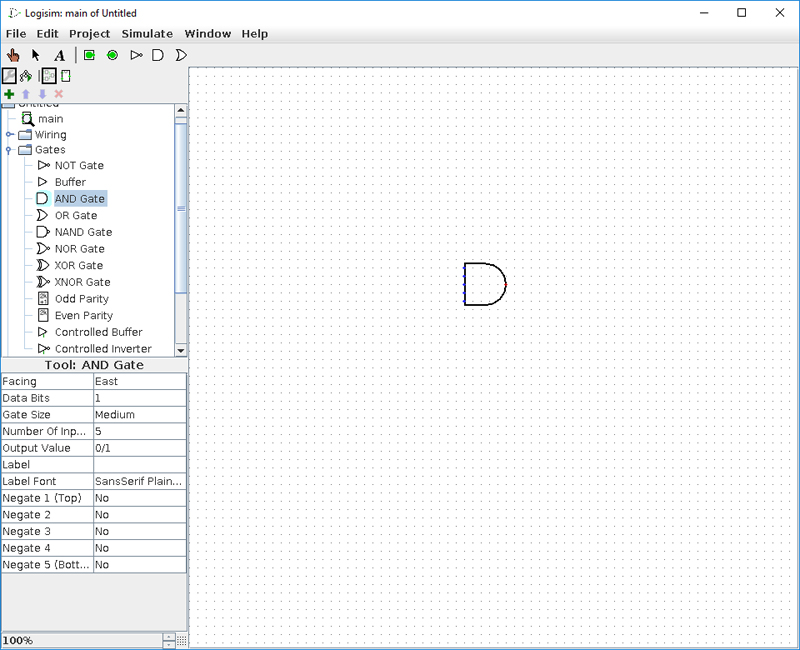 Logisim: main of Untitled
File Edit Project Simulate Window Help
A
Untitled
main
Wiring
Gates
NOT Gate
Buffer
AND Gate
OR Gate
NAND Gate
NOR Gate
XOR Gate
XNOR Gate
Odd Parity
Even Parity
Controlled Buffer
Controlled Inverter
Tool: AND Gate
Facing East
Data Bits 1
Gate Size Medium
Number Of Inp... 5
Output Value 0/1
Label
Label Font SansSerif Plain...
Negate 1 (Top) No
Negate 2 No
Negate 3 No
Negate 4 No
Negate 5 (Bott... No
100%